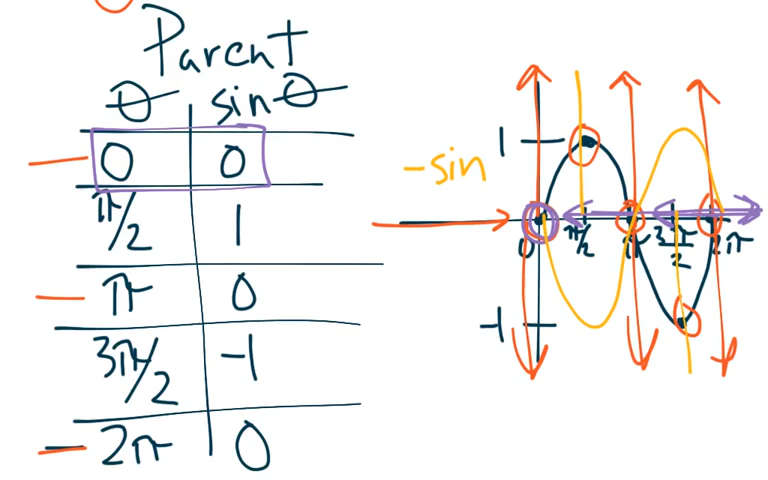 Parent
θ sinθ
0 0
π/2 1
π 0
3π/2 -1
2π 0
-sin
1
0 π/2 π 3π/2 2π
-1